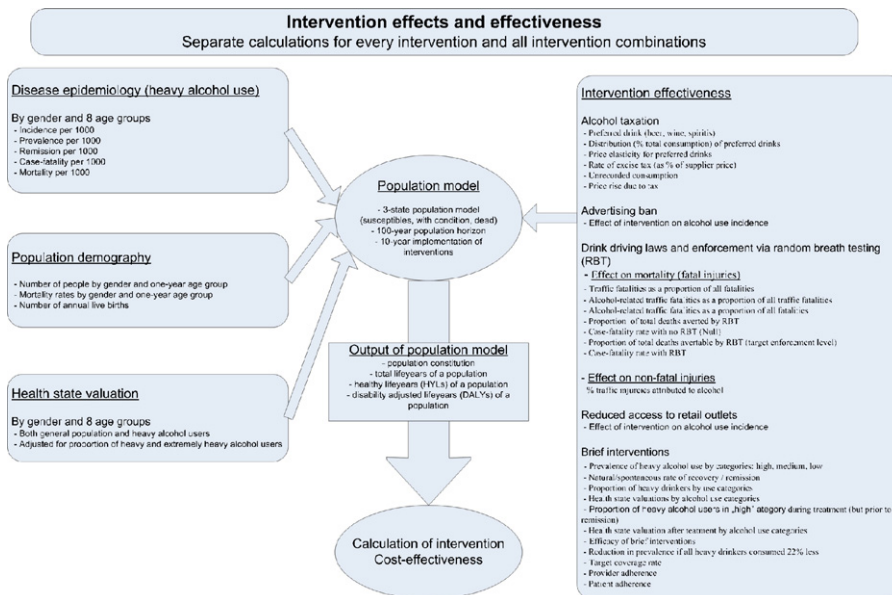 Intervention effects and effectiveness
Separate calculations for every intervention and all intervention combinations
Disease epidemiology (heavy alcohol use)
By gender and 8 age groups
- Incidence per 1000
- Prevalence per 1000
- Remission per 1000
- Case-fatality per 1000
- Mortality per 1000
Population demography
- Number of people by gender and one-year age group
- Mortality rates by gender and one-year age group
- Number of annual live births
Health state valuation
By gender and 8 age groups
- Both general population and heavy alcohol users
- Adjusted for proportion of heavy and extremely heavy alcohol users
Population model
- 3-state population model
(susceptibles, with condition, dead)
- 100-year population horizon
- 10-year implementation of
interventions
Output of population model
- population constitution
- total lifeyears of a population
- healthy lifeyears (HYLs) of a population
- disability adjusted lifeyears (DALYs) of a
population
Calculation of intervention
Cost-effectiveness
Intervention effectiveness
Alcohol taxation
- Preferred drink (beer, wine, spiritis)
- Distribution (% total consumption) of preferred drinks
- Price elasticity for preferred drinks
- Rate of excise tax (as % of supplier price)
- Unrecorded consumption
- Price rise due to tax
Advertising ban
- Effect of intervention on alcohol use incidence
Drink driving laws and enforcement via random breath testing
(RBT)
- Effect on mortality (fatal injuries)
- Traffic fatalities as a proportion of all fatalities
- Alcohol-related traffic fatalities as a proportion of all traffic fatalities
- Alcohol-related traffic fatalities as a proportion of all fatalities
- Proportion of total deaths averted by RBT
- Case-fatality rate with no RBT (Null)
- Proportion of total deaths avertable by RBT (target enforcement level)
- Case-fatality rate with RBT
- Effect on non-fatal injuries
% traffic injuries attributed to alcohol
Reduced access to retail outlets
- Effect of intervention on alcohol use incidence
Brief interventions
- Prevalence of heavy alcohol use by categories: high, medium, low
- Natural/spontaneous rate of recovery / remission
- Proportion of heavy drinkers by use categories
- Health state valuations by alcohol use categories
- Proportion of heavy alcohol users in „high" ategory during treatment (but prior to
remission)
- Health state valuation after teatment by alcohol use categories
- Efficacy of brief interventions
- Reduction in prevalence if all heavy drinkers consumed 22% less
- Target coverage rate
- Provider adherence
- Patient adherence